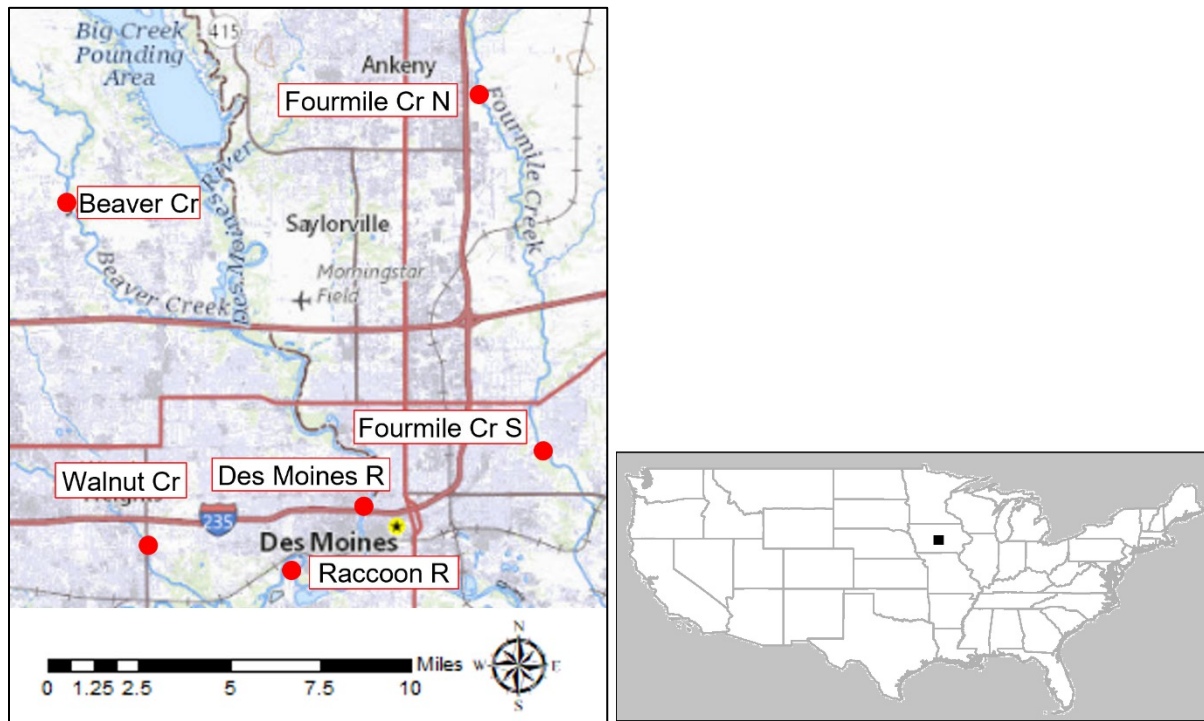 Big Creek
Pounding
Area
415
Ankeny
Fourmile Cr N
Fourmile Creek
Des Moines River
Beaver Cr
Saylorville
Morningstar
Field
Beaver Creek
Fourmile Cr S
Walnut Cr
Heights
Des Moines R
235
Des Moines
Raccoon R
0 1.25 2.5 5 7.5 10 Miles
N
W E
S